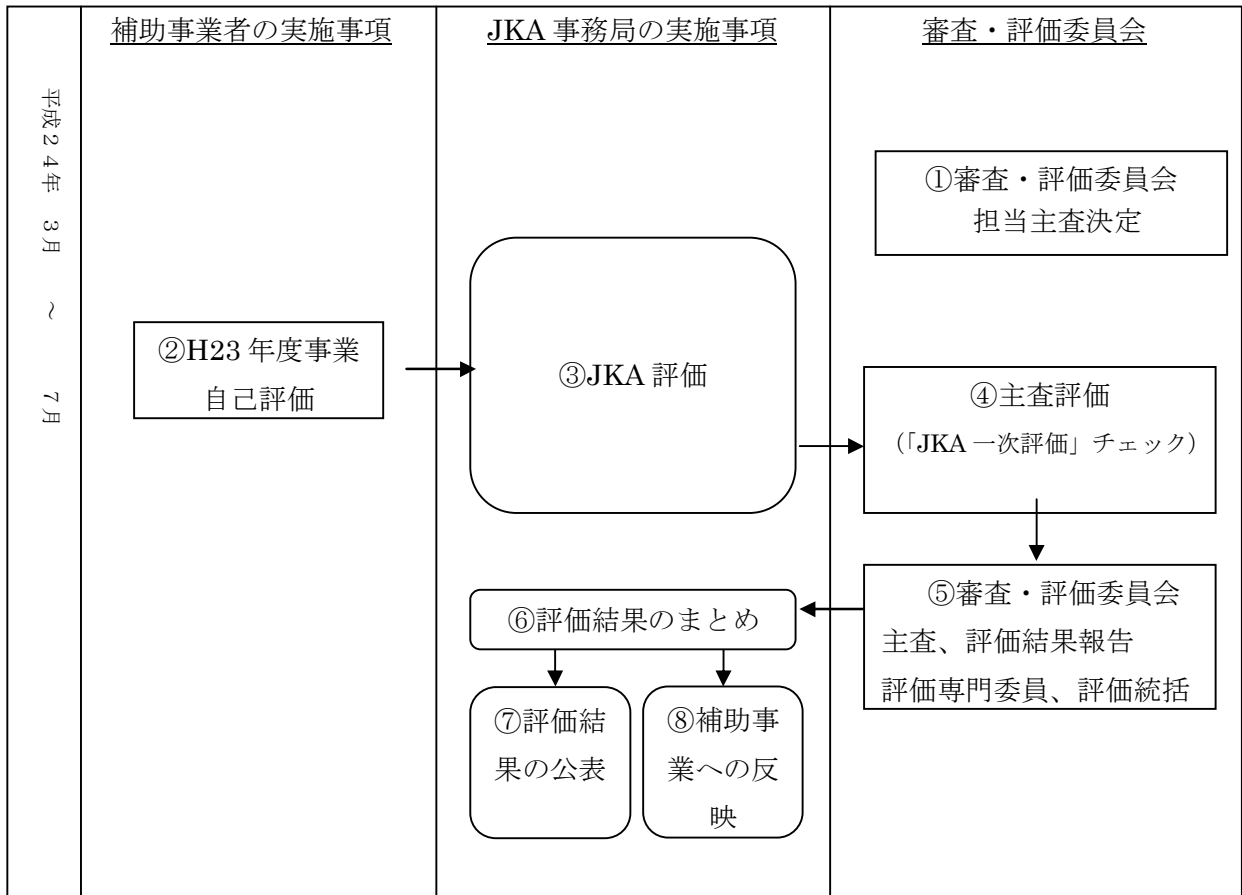 補助事業者の実施事項
JKA 事務局の実施事項
審査・評価委員会
平成24年 3月 ~ 7月
①審査・評価委員会
担当主査決定
②H23 年度事業
自己評価
③JKA 評価
④主査評価
(「JKA 一次評価」チェック)
⑤審査・評価委員会
主査、評価結果報告
評価専門委員、評価統括
⑥評価結果のまとめ
⑦評価結
果の公表
⑧補助事
業への反
映